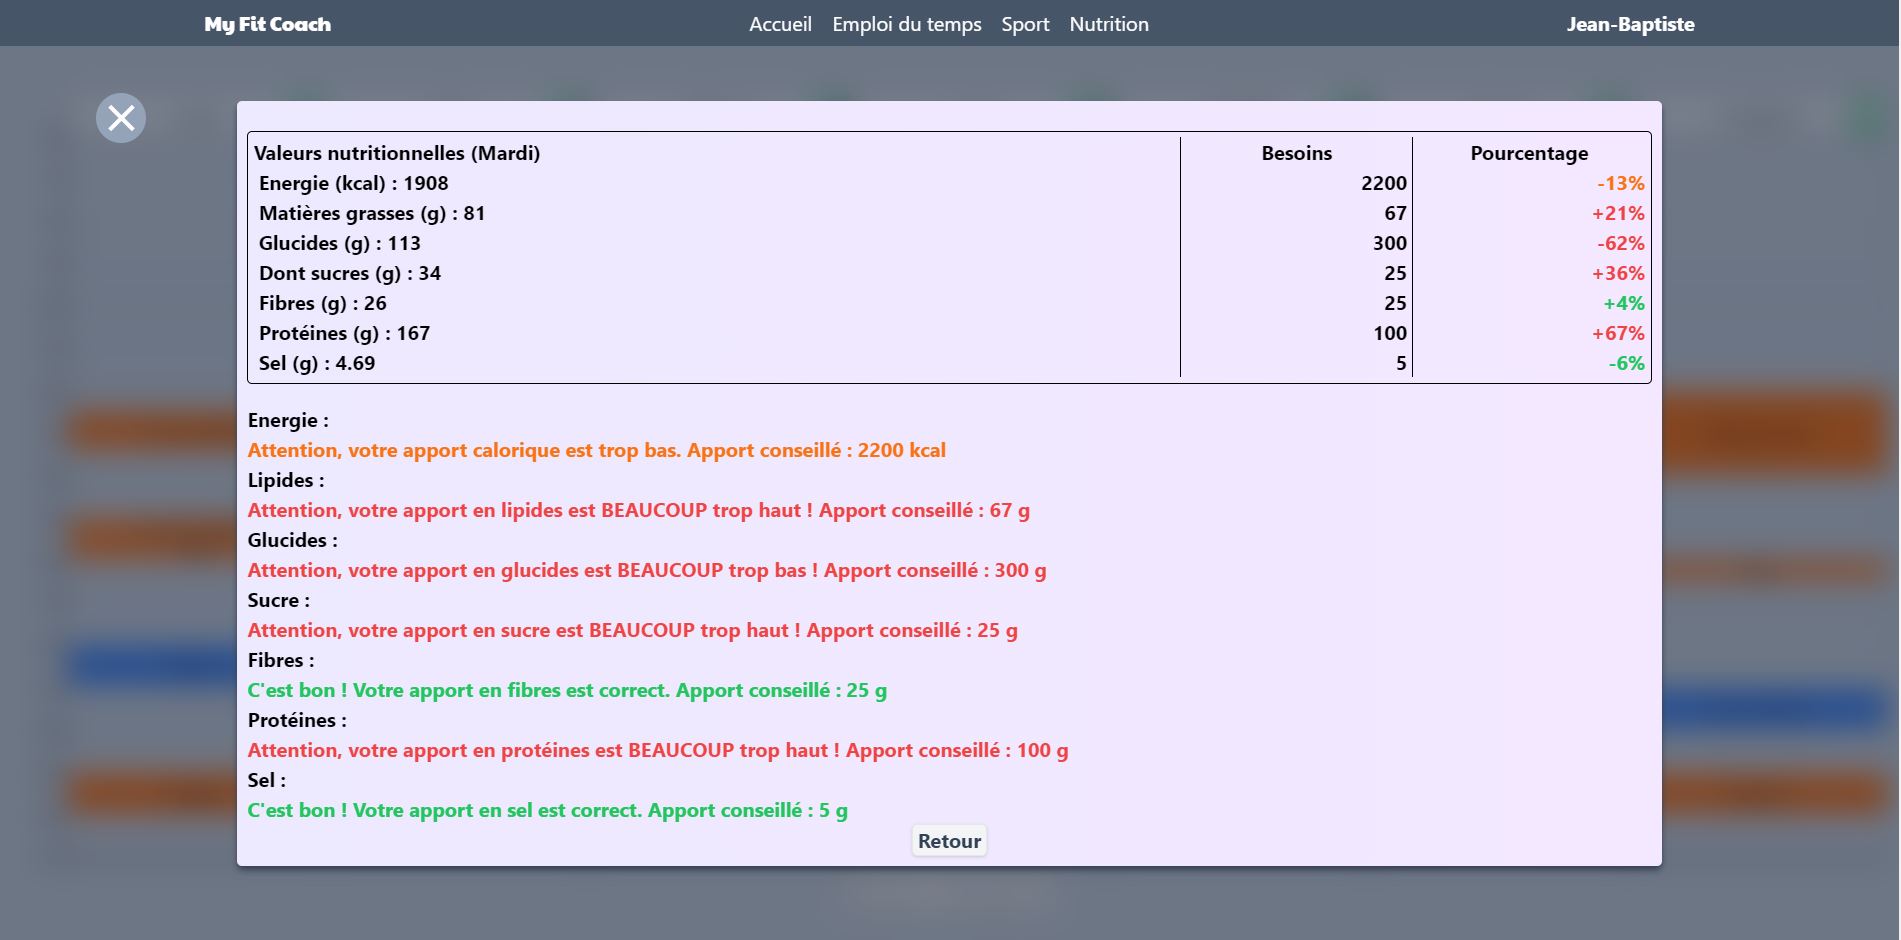 My Fit Coach Accueil Emploi du temps Sport Nutrition Jean-Baptiste
Valeurs nutritionnelles (Mardi) Besoins Pourcentage
Energie (kcal) : 1908 2200 -13%
Matières grasses (g) : 81 67 +21%
Glucides (g) : 113 300 -62%
Dont sucres (g) : 34 25 +36%
Fibres (g) : 26 25 +4%
Protéines (g) : 167 100 +67%
Sel (g) : 4.69 5 -6%
Energie :
Attention, votre apport calorique est trop bas. Apport conseillé : 2200 kcal
Lipides :
Attention, votre apport en lipides est BEAUCOUP trop haut ! Apport conseillé : 67 g
Glucides :
Attention, votre apport en glucides est BEAUCOUP trop bas ! Apport conseillé : 300 g
Sucre :
Attention, votre apport en sucre est BEAUCOUP trop haut ! Apport conseillé : 25 g
Fibres :
C'est bon ! Votre apport en fibres est correct. Apport conseillé : 25 g
Protéines :
Attention, votre apport en protéines est BEAUCOUP trop haut ! Apport conseillé : 100 g
Sel :
C'est bon ! Votre apport en sel est correct. Apport conseillé : 5 g
Retour